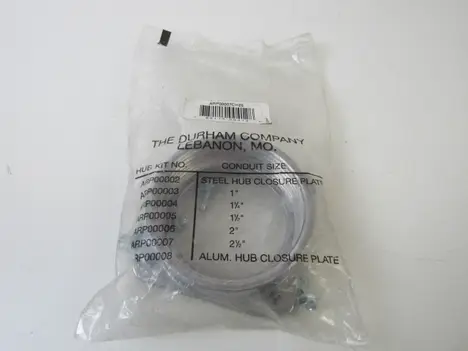 THE DURHAM COMPANY
LEBANON, MO.
HUB KIT NO. CONDUIT SIZE
ARP00002 STEEL HUB CLOSURE PLATE
ARP00003 1"
ARP00004 1¼"
ARP00005 1½"
ARP00006 2"
ARP00007 2½"
ARP00008 ALUM. HUB CLOSURE PLATE